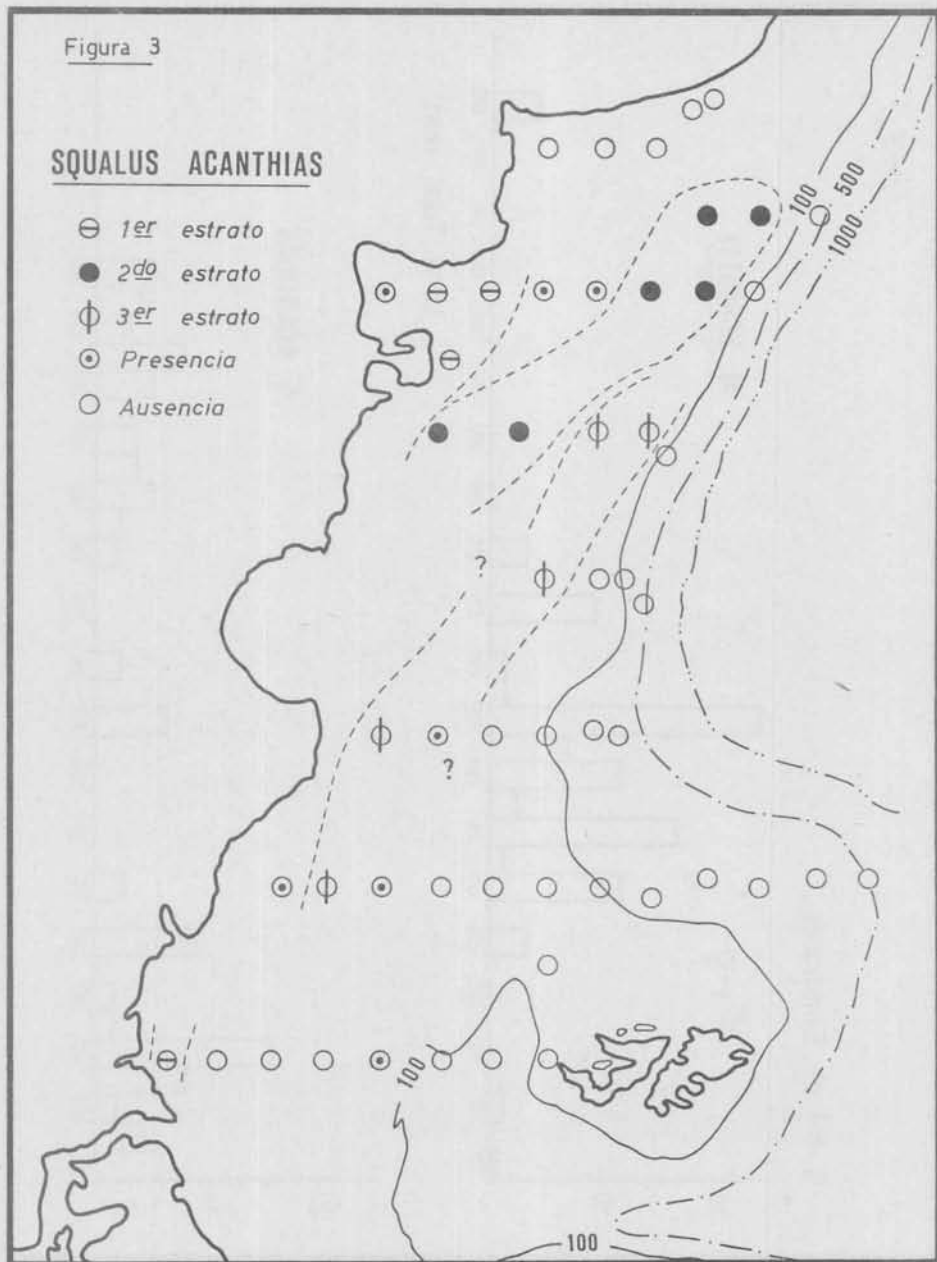 Figura 3
SQUALUS ACANTHIAS
1er estrato
2do estrato
3er estrato
Presencia
Ausencia
100
500
1000
?
?
100
100